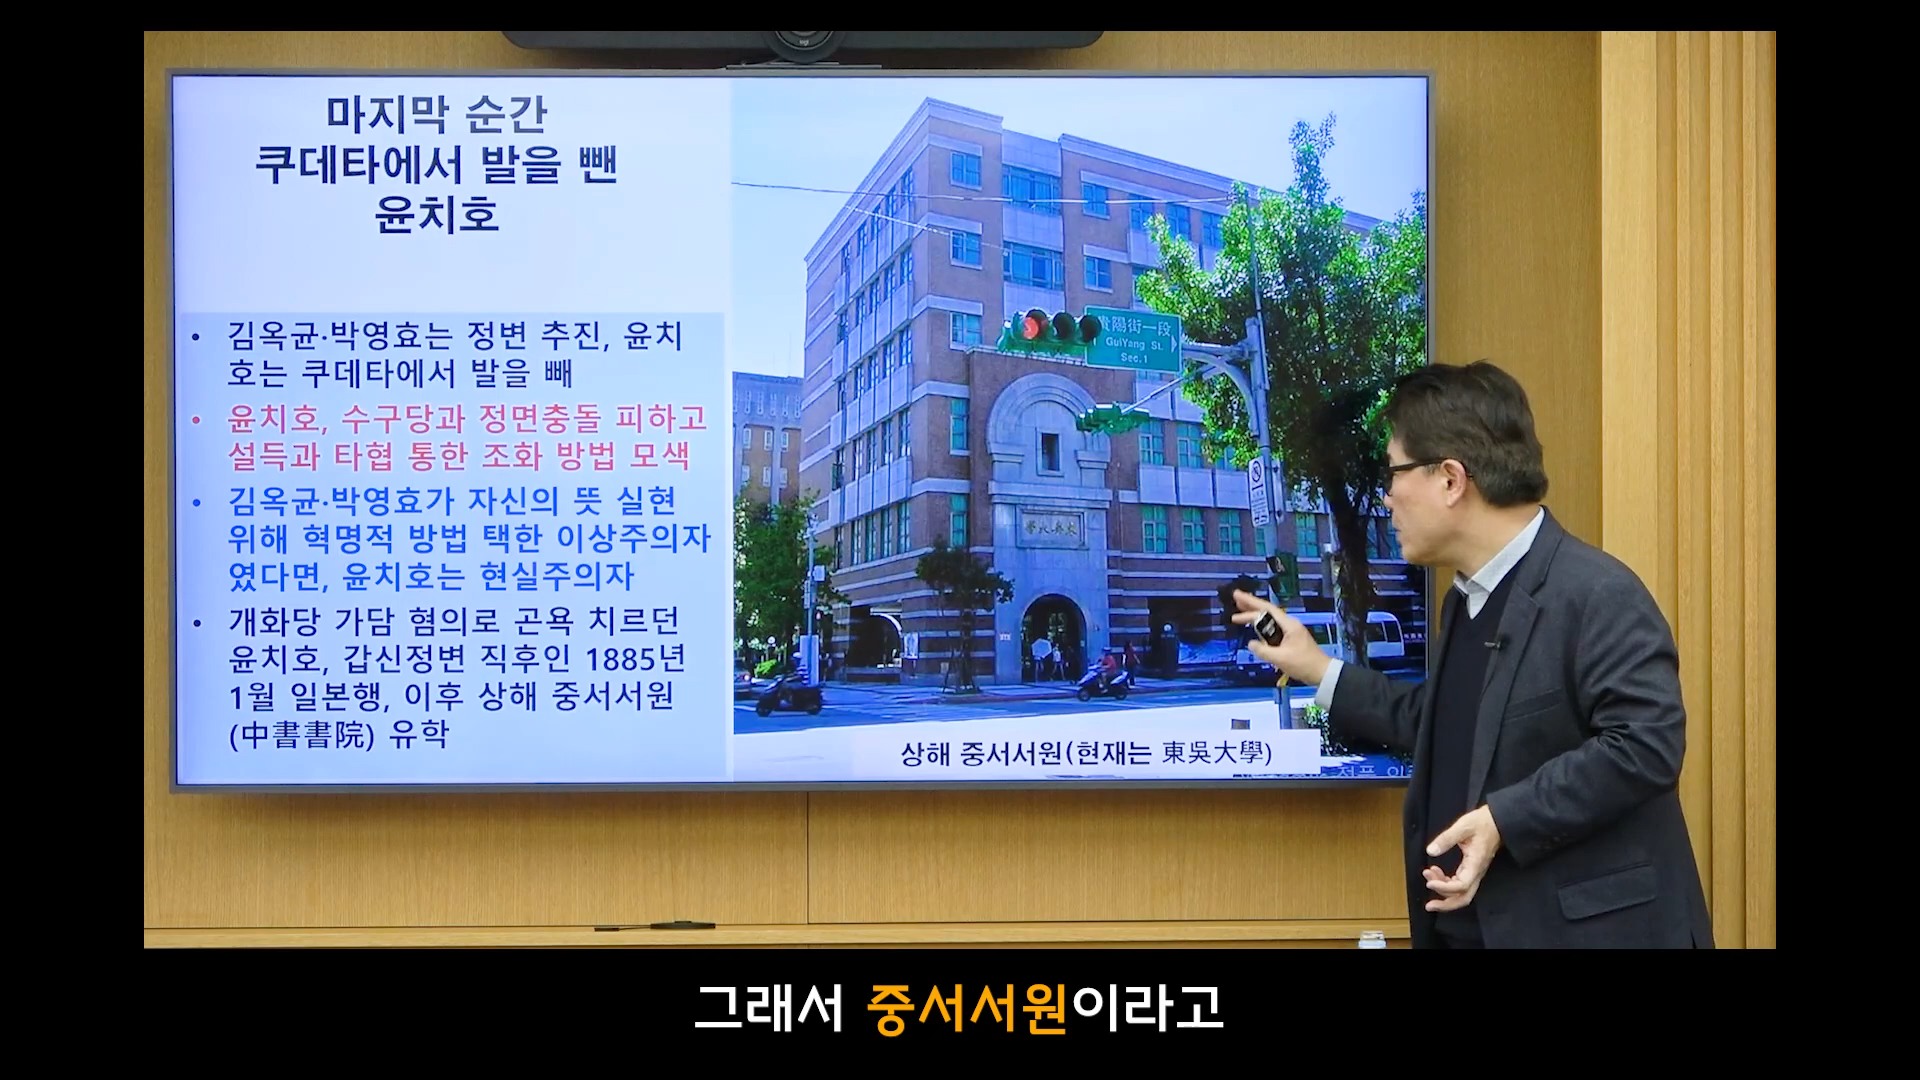 마지막 순간
쿠데타에서 발을 뺀
윤치호
• 김옥균·박영효는 정변 추진, 윤치
호는 쿠데타에서 발을 빼
• 윤치호, 수구당과 정면충돌 피하고
설득과 타협 통한 조화 방법 모색
• 김옥균·박영효가 자신의 뜻 실현
위해 혁명적 방법 택한 이상주의자
였다면, 윤치호는 현실주의자
• 개화당 가담 혐의로 곤욕 치르던
윤치호, 갑신정변 직후인 1885년
1월 일본행, 이후 상해 중서서원
(中書書院) 유학
貴陽街一段
GuiYang St.
Sec.1
상해 중서서원(현재는 東吳大學)
그래서 중서서원이라고